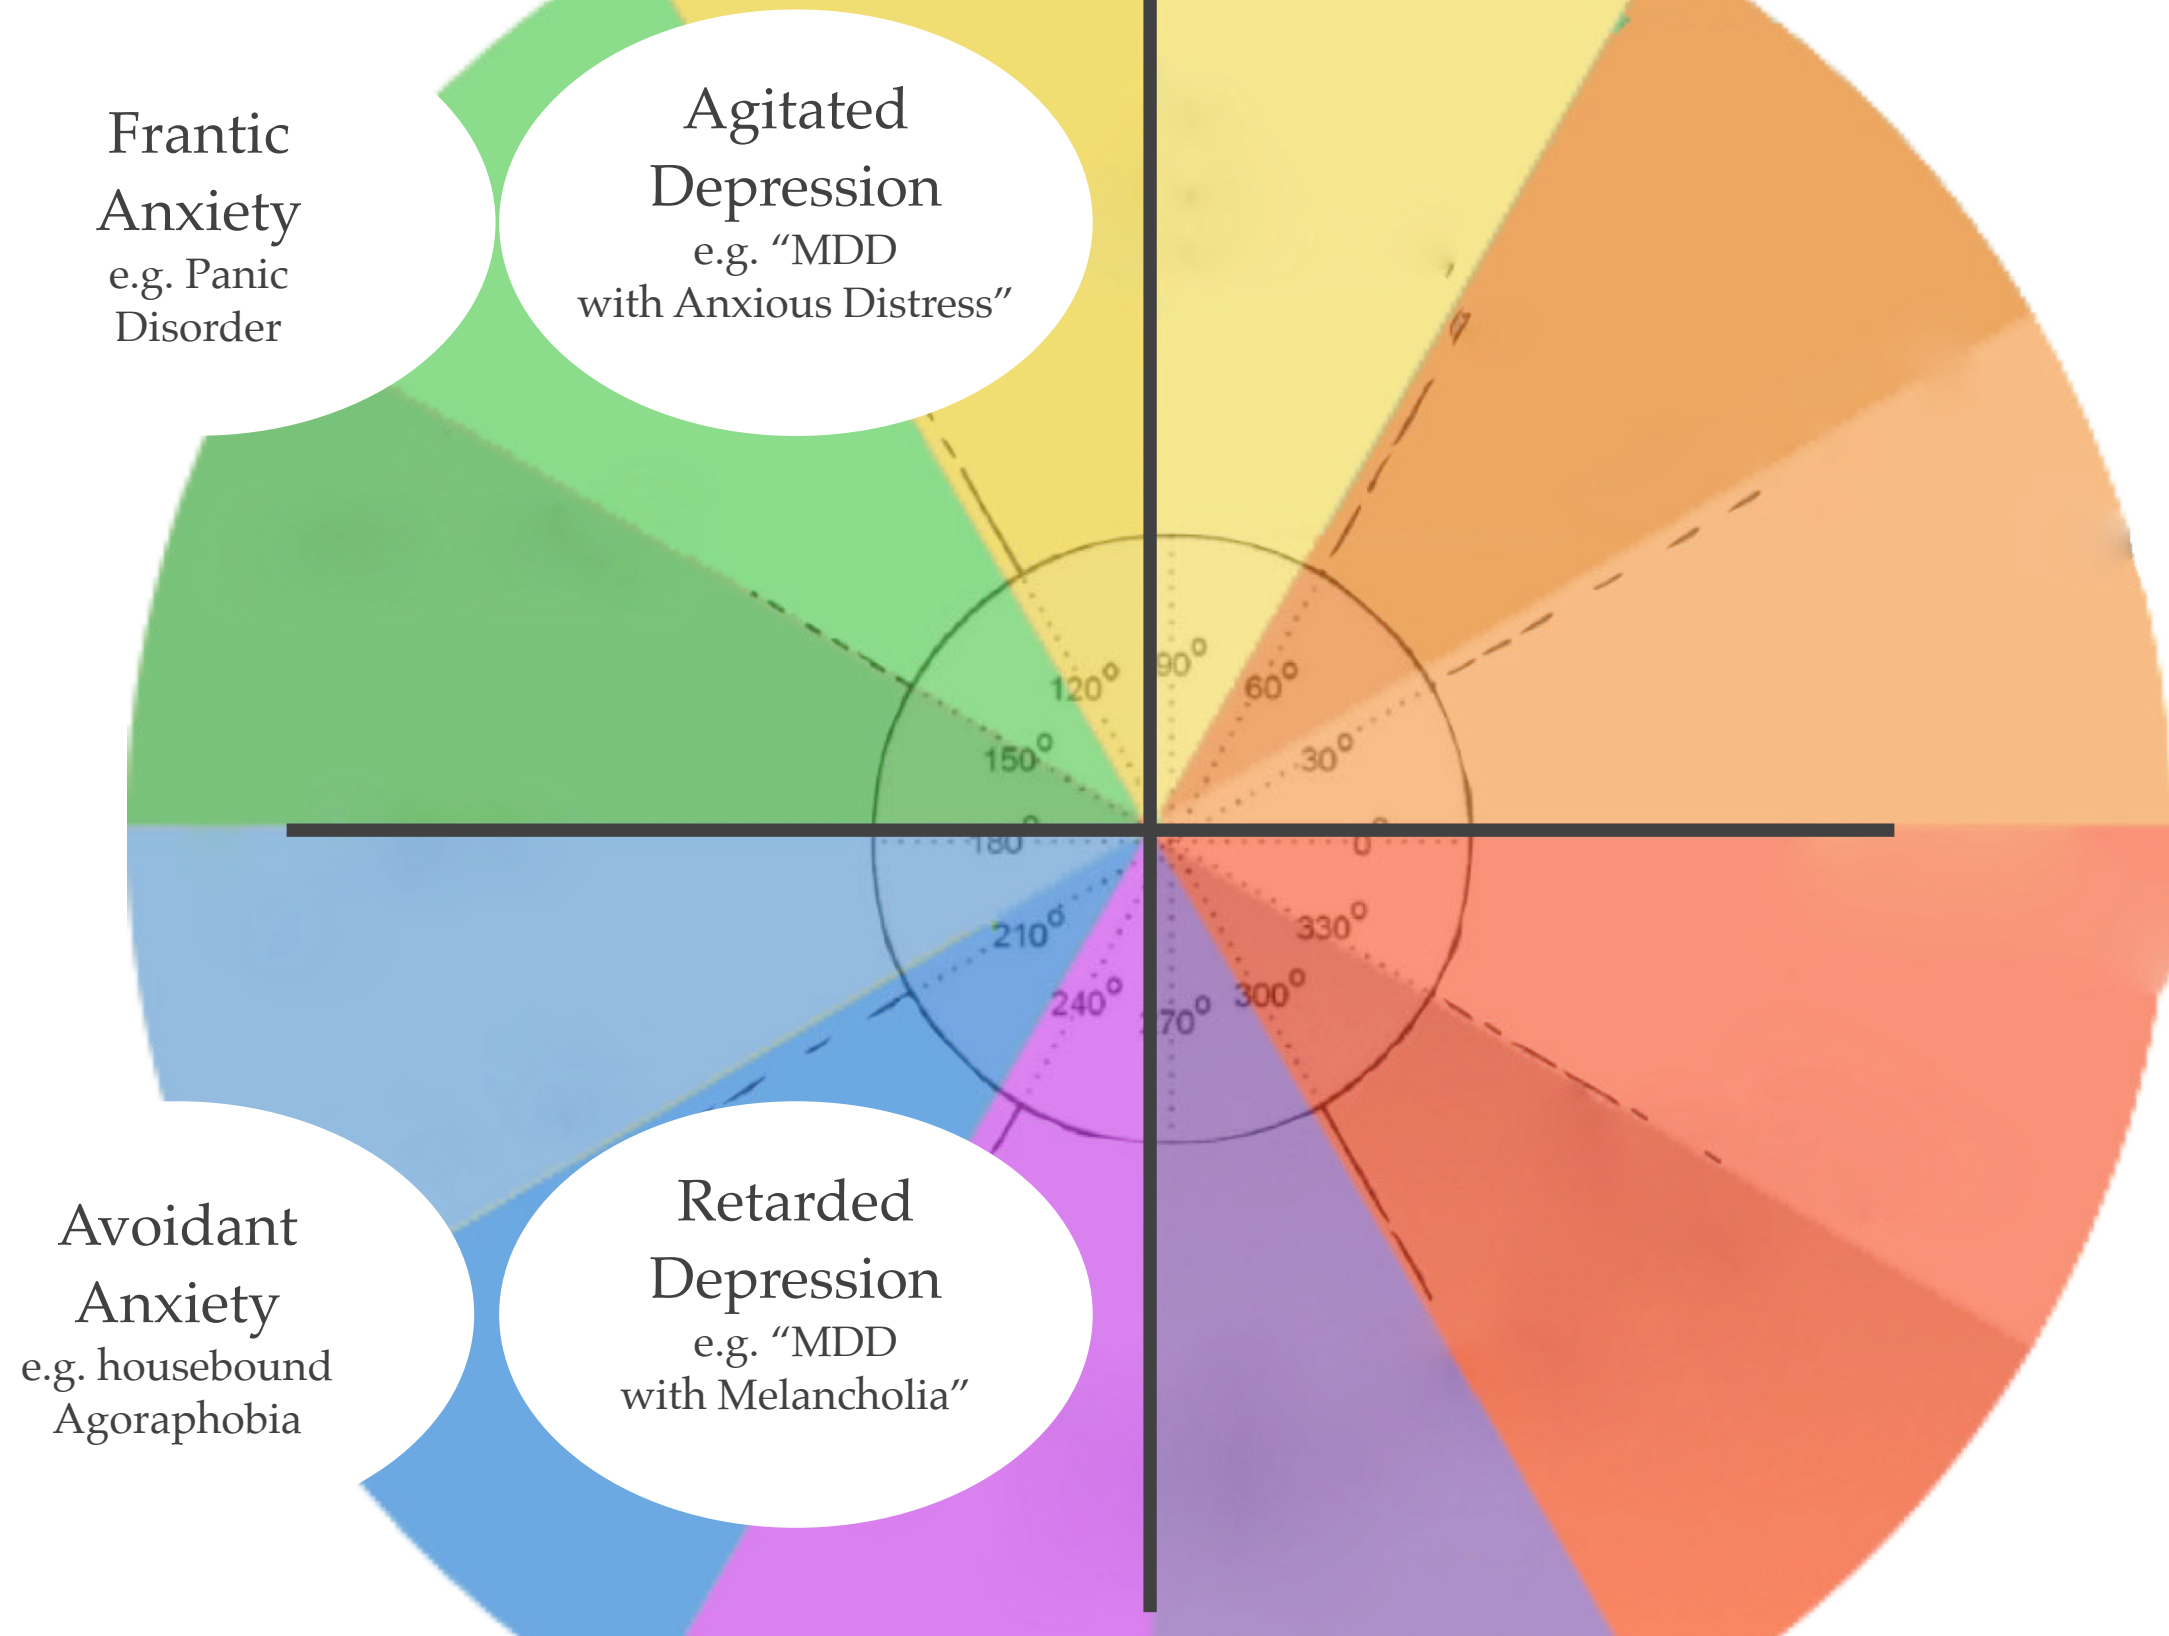 Frantic
Anxiety
e.g. Panic
Disorder
Agitated
Depression
e.g. “MDD
with Anxious Distress”
120°
90°
60°
150°
30°
180°
0°
210°
330°
240°
70°
300°
Avoidant
Anxiety
e.g. housebound
Agoraphobia
Retarded
Depression
e.g. “MDD
with Melancholia”